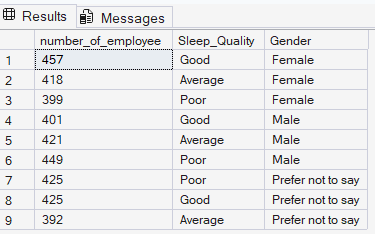 Results Messages
number_of_employee Sleep_Quality Gender
1 457 Good Female
2 418 Average Female
3 399 Poor Female
4 401 Good Male
5 421 Average Male
6 449 Poor Male
7 425 Poor Prefer not to say
8 425 Good Prefer not to say
9 392 Average Prefer not to say